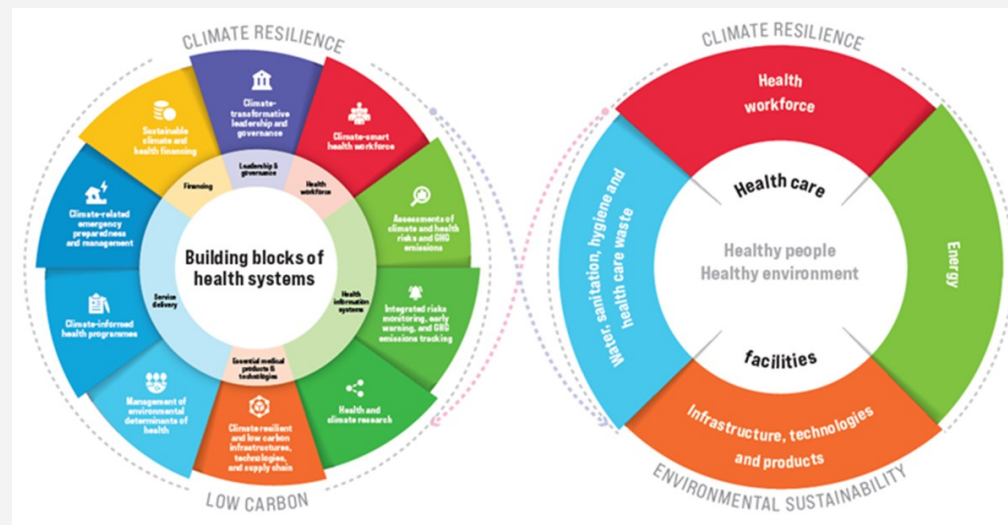 CLIMATE RESILIENCE
Climate-
transformative
leadership and
governance
Climate-smart
health workforce
Assessments of
climate and health
risks and GHG
emissions
Integrated risks
monitoring, early
warning, and GHG
emissions tracking
Health and
climate research
Climate resilient
and low carbon
infrastructures,
technologies,
and supply chain
Management of
environmental
determinants of
health
Climate-informed
health programmes
Climate-related
emergency
preparedness
and management
Sustainable
climate and
health financing
Leadership &
governance
Health
workforce
Health
information
systems
Essential medical
products &
technologies
Service
delivery
Financing
Building blocks of
health systems
LOW CARBON
CLIMATE RESILIENCE
Health
workforce
Energy
Infrastructure, technologies
and products
Water, sanitation, hygiene and
health care waste
Health care
Healthy people
Healthy environment
facilities
ENVIRONMENTAL SUSTAINABILITY